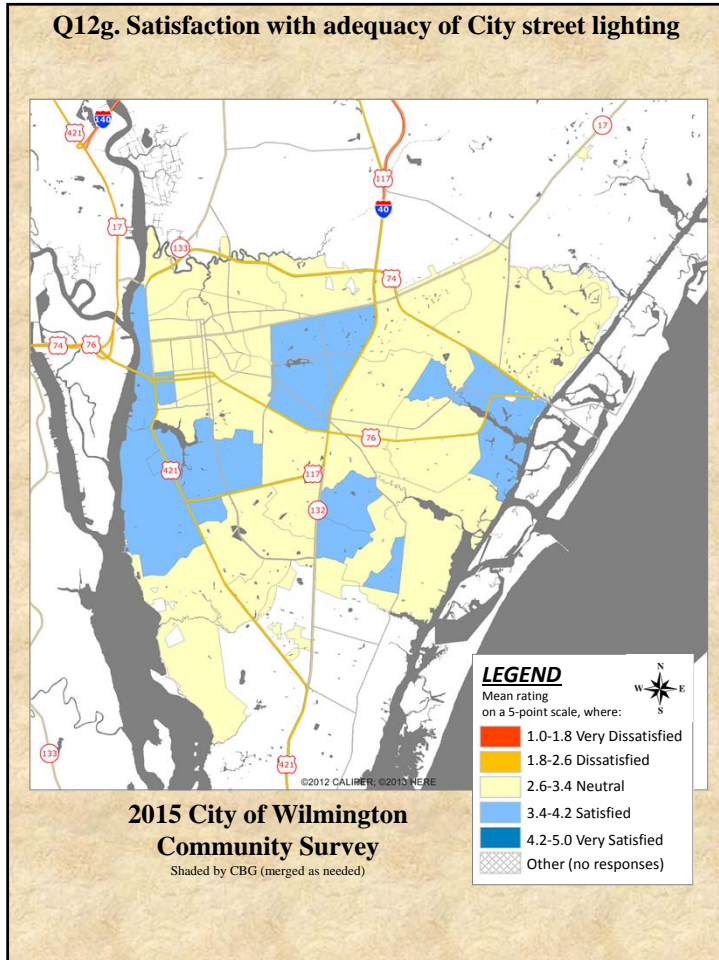 Q12g. Satisfaction with adequacy of City street lighting
140
421
17
117
40
17
133
74
74
76
76
421
117
132
133
421
©2012 CALIPER; ©2013 HERE
LEGEND
Mean rating
on a 5-point scale, where:
N
W E
S
1.0-1.8 Very Dissatisfied
1.8-2.6 Dissatisfied
2.6-3.4 Neutral
3.4-4.2 Satisfied
4.2-5.0 Very Satisfied
Other (no responses)
2015 City of Wilmington
Community Survey
Shaded by CBG (merged as needed)